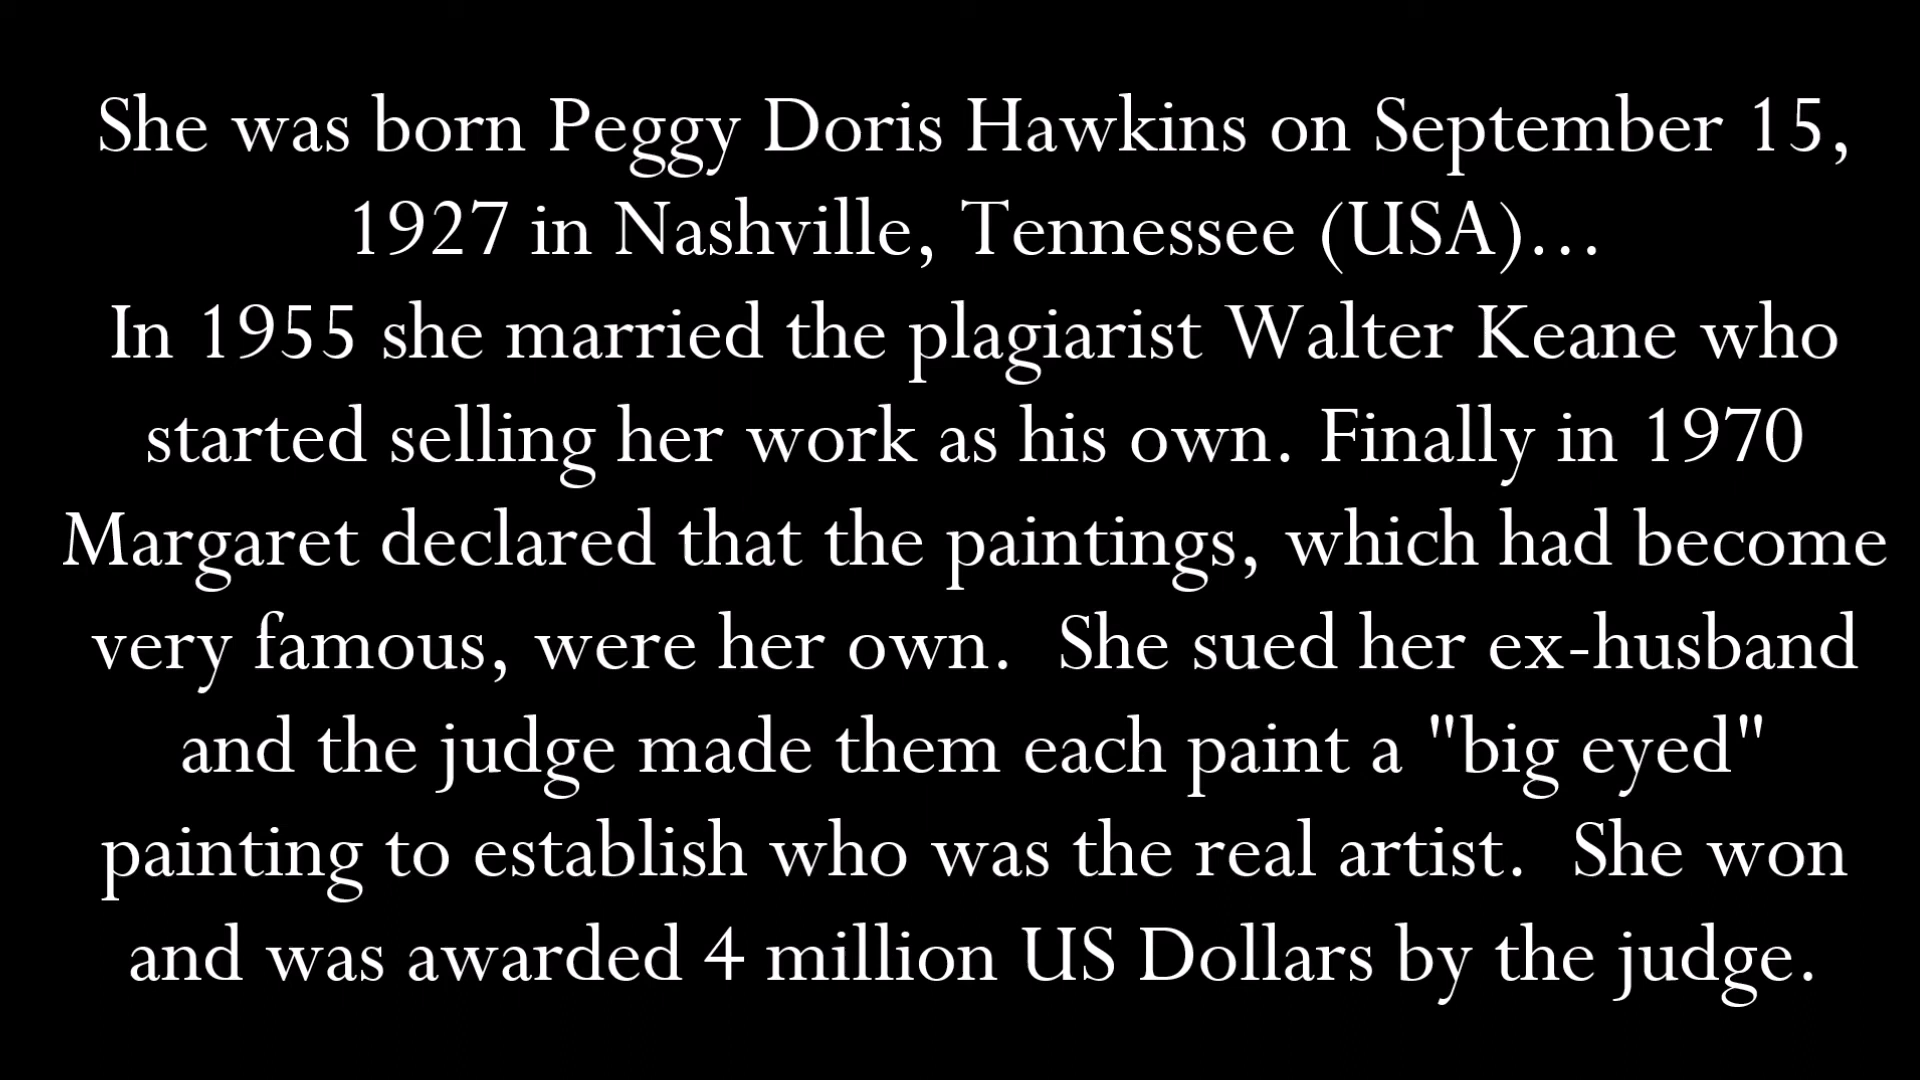 She was born Peggy Doris Hawkins on September 15,
1927 in Nashville, Tennessee (USA)...
In 1955 she married the plagiarist Walter Keane who
started selling her work as his own. Finally in 1970
Margaret declared that the paintings, which had become
very famous, were her own.  She sued her ex-husband
and the judge made them each paint a "big eyed"
painting to establish who was the real artist.  She won
and was awarded 4 million US Dollars by the judge.